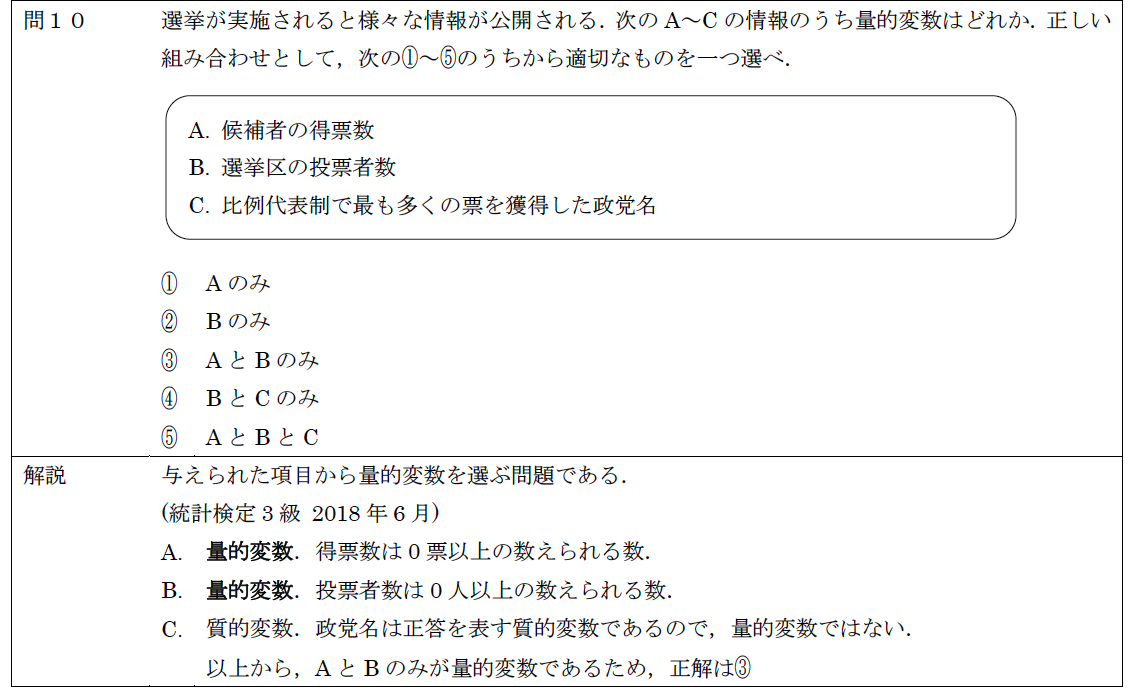 問１０ 選挙が実施されると様々な情報が公開される．次の A～C の情報のうち量的変数はどれか．正しい
組み合わせとして，次の①～⑤のうちから適切なものを一つ選べ．
A. 候補者の得票数
B. 選挙区の投票者数
C. 比例代表制で最も多くの票を獲得した政党名
① A のみ
② B のみ
③ A と B のみ
④ B と C のみ
⑤ A と B と C
解説 与えられた項目から量的変数を選ぶ問題である．
(統計検定 3 級 2018 年 6 月)
A. 量的変数．得票数は 0 票以上の数えられる数．
B. 量的変数．投票者数は 0 人以上の数えられる数．
C. 質的変数．政党名は正答を表す質的変数であるので，量的変数ではない．
以上から，A と B のみが量的変数であるため，正解は③